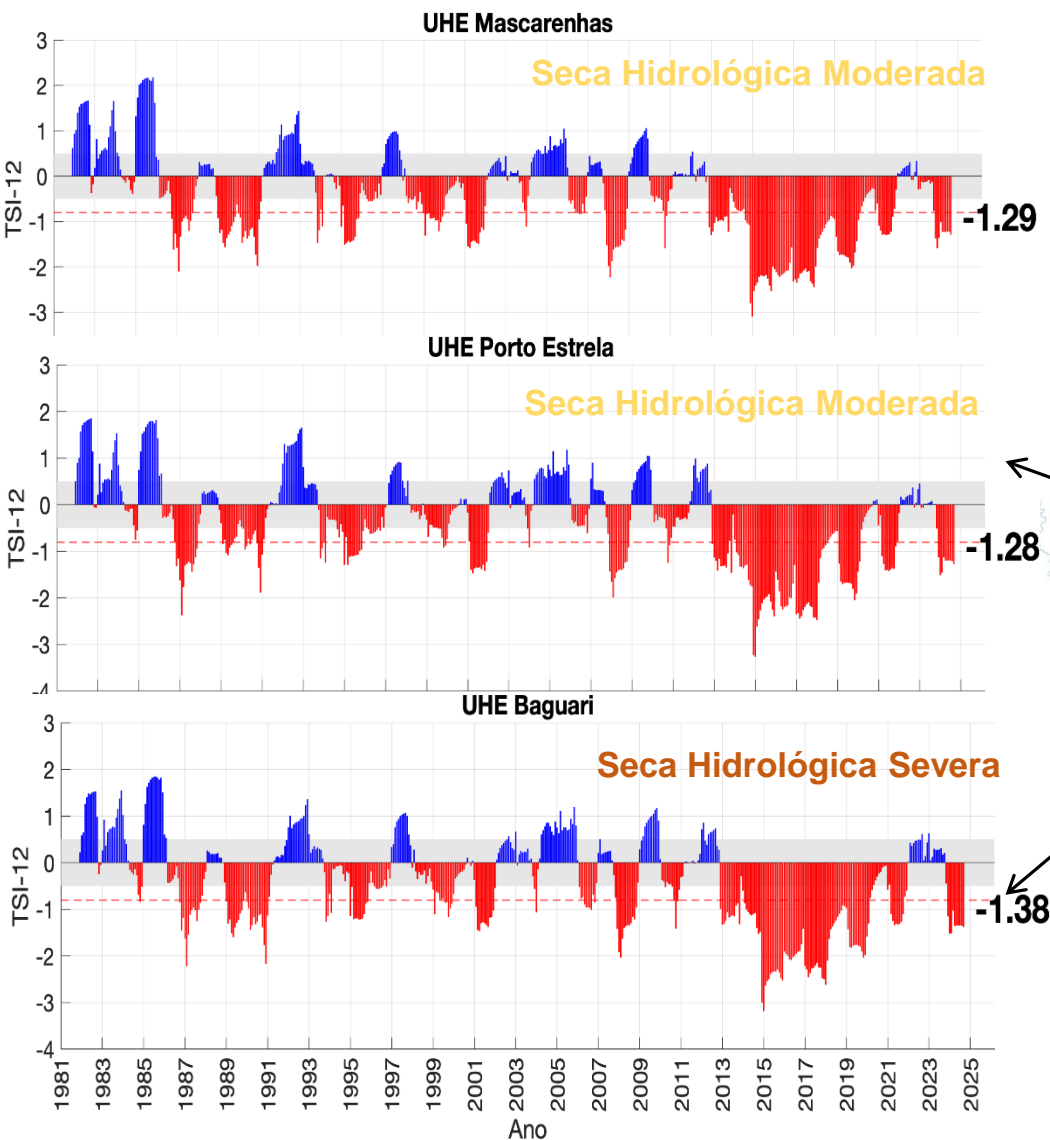 UHE Mascarenhas
Seca Hidrológica Moderada
3
2
1
0
-1
-2
-3
TSI-12
-1.29
UHE Porto Estrela
Seca Hidrológica Moderada
3
2
1
0
-1
-2
-3
-4
TSI-12
-1.28
UHE Baguari
Seca Hidrológica Severa
3
2
1
0
-1
-2
-3
-4
TSI-12
-1.38
1981 1983 1985 1987 1989 1991 1993 1995 1997 1999 2001 2003 2005 2007 2009 2011 2013 2015 2017 2019 2021 2023 2025
Ano